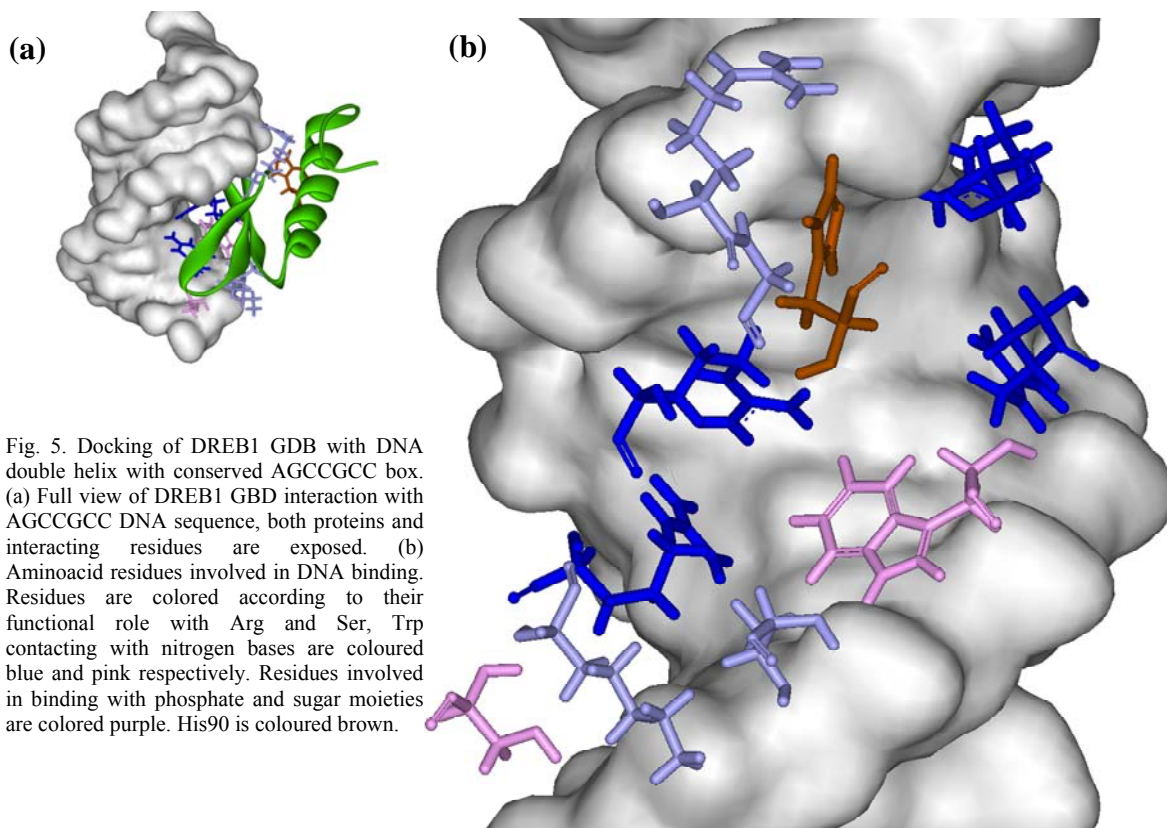 (a)
(b)
Fig. 5. Docking of DREB1 GDB with DNA
double helix with conserved AGCCGCC box.
(a) Full view of DREB1 GBD interaction with
AGCCGCC DNA sequence, both proteins and
interacting residues are exposed. (b)
Aminoacid residues involved in DNA binding.
Residues are colored according to their
functional role with Arg and Ser, Trp
contacting with nitrogen bases are coloured
blue and pink respectively. Residues involved
in binding with phosphate and sugar moieties
are colored purple. His90 is coloured brown.